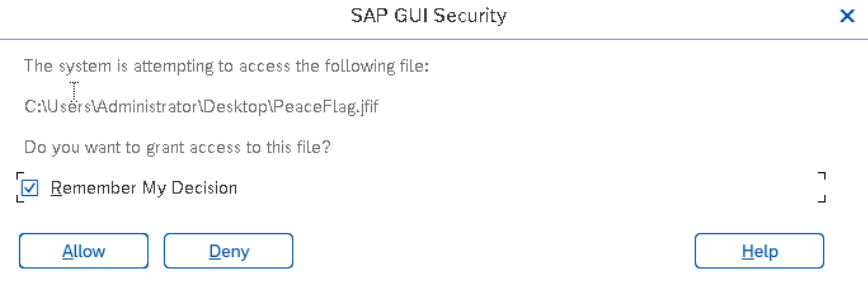 SAP GUI Security
The system is attempting to access the following file:
C:\Users\Administrator\Desktop\PeaceFlag.jfif
Do you want to grant access to this file?
Remember My Decision
Allow Deny Help